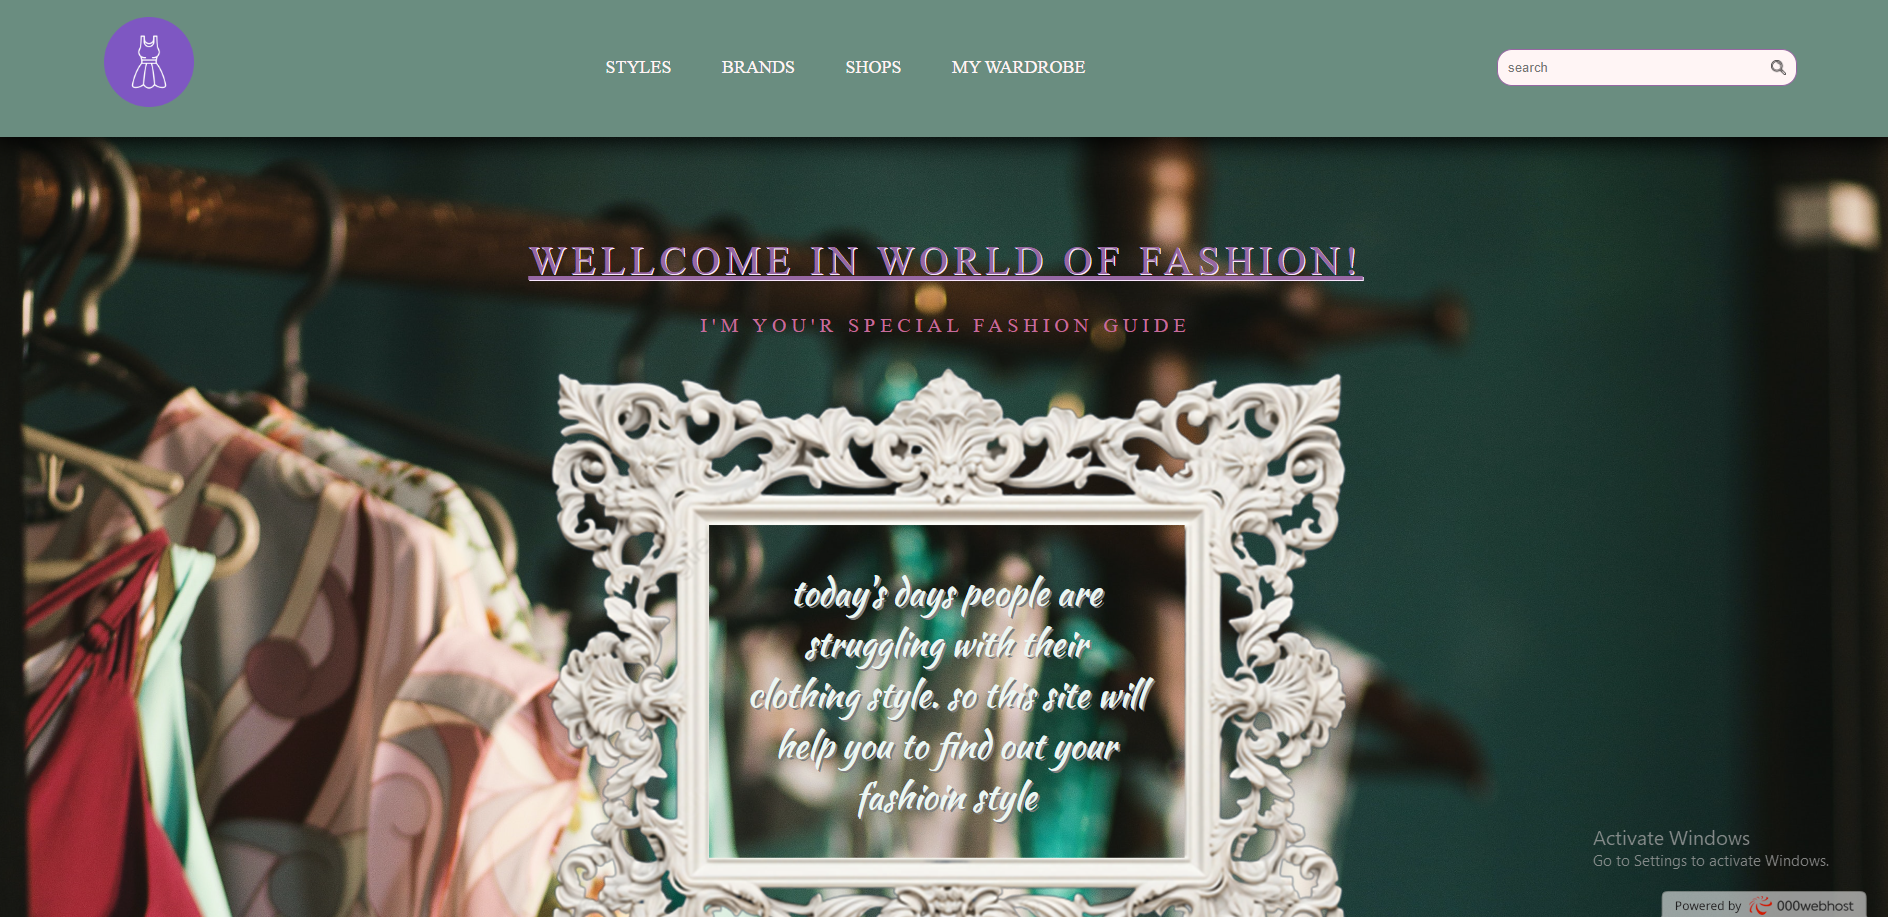 STYLES BRANDS SHOPS MY WARDROBE
search
WELLCOME IN WORLD OF FASHION!
I'M YOU'R SPECIAL FASHION GUIDE
today's days people are
struggling with their
clothing style. so this site will
help you to find out your
fashioin style
Activate Windows
Go to Settings to activate Windows.
Powered by 000webhost